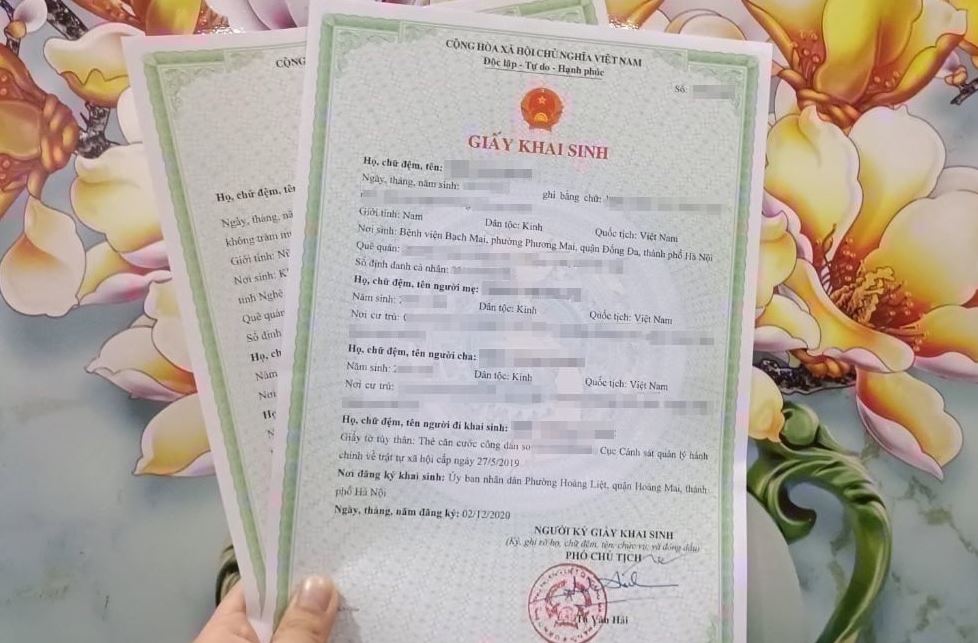 CỘNG HÒA XÃ HỘI CHỦ NGHĨA VIỆT NAM
Độc lập - Tự do - Hạnh phúc
Số:
GIẤY KHAI SINH
Họ, chữ đệm, tên:
Ngày, tháng, năm sinh: ghi bằng chữ:
Giới tính: Nam Dân tộc: Kinh Quốc tịch: Việt Nam
Nơi sinh: Bệnh viện Bạch Mai, phường Phương Mai, quận Đống Đa, thành phố Hà Nội
Quê quán:
Số định danh cá nhân:
Họ, chữ đệm, tên người mẹ:
Năm sinh: Dân tộc: Kinh Quốc tịch: Việt Nam
Nơi cư trú:
Họ, chữ đệm, tên người cha:
Năm sinh: Dân tộc: Kinh Quốc tịch: Việt Nam
Nơi cư trú:
Họ, chữ đệm, tên người đi khai sinh:
Giấy tờ tùy thân: Thẻ căn cước công dân số Cục Cảnh sát quản lý hành
chính về trật tự xã hội cấp ngày 27/5/2019
Nơi đăng ký khai sinh: Ủy ban nhân dân Phường Hoàng Liệt, quận Hoàng Mai, thành
phố Hà Nội
Ngày, tháng, năm đăng ký: 02/12/2020
NGƯỜI KÝ GIẤY KHAI SINH
(Ký, ghi rõ họ, chữ đệm, tên, chức vụ và đóng dấu)
PHÓ CHỦ TỊCH
Văn Hải
CỘNG
Họ, chữ đệm, tên
Ngày, tháng, nă
không trăm
Giới tính:
Nơi sinh:
tỉnh Nghệ
Quê quán
Số định
Họ, ch
Năm
Nơi
Họ